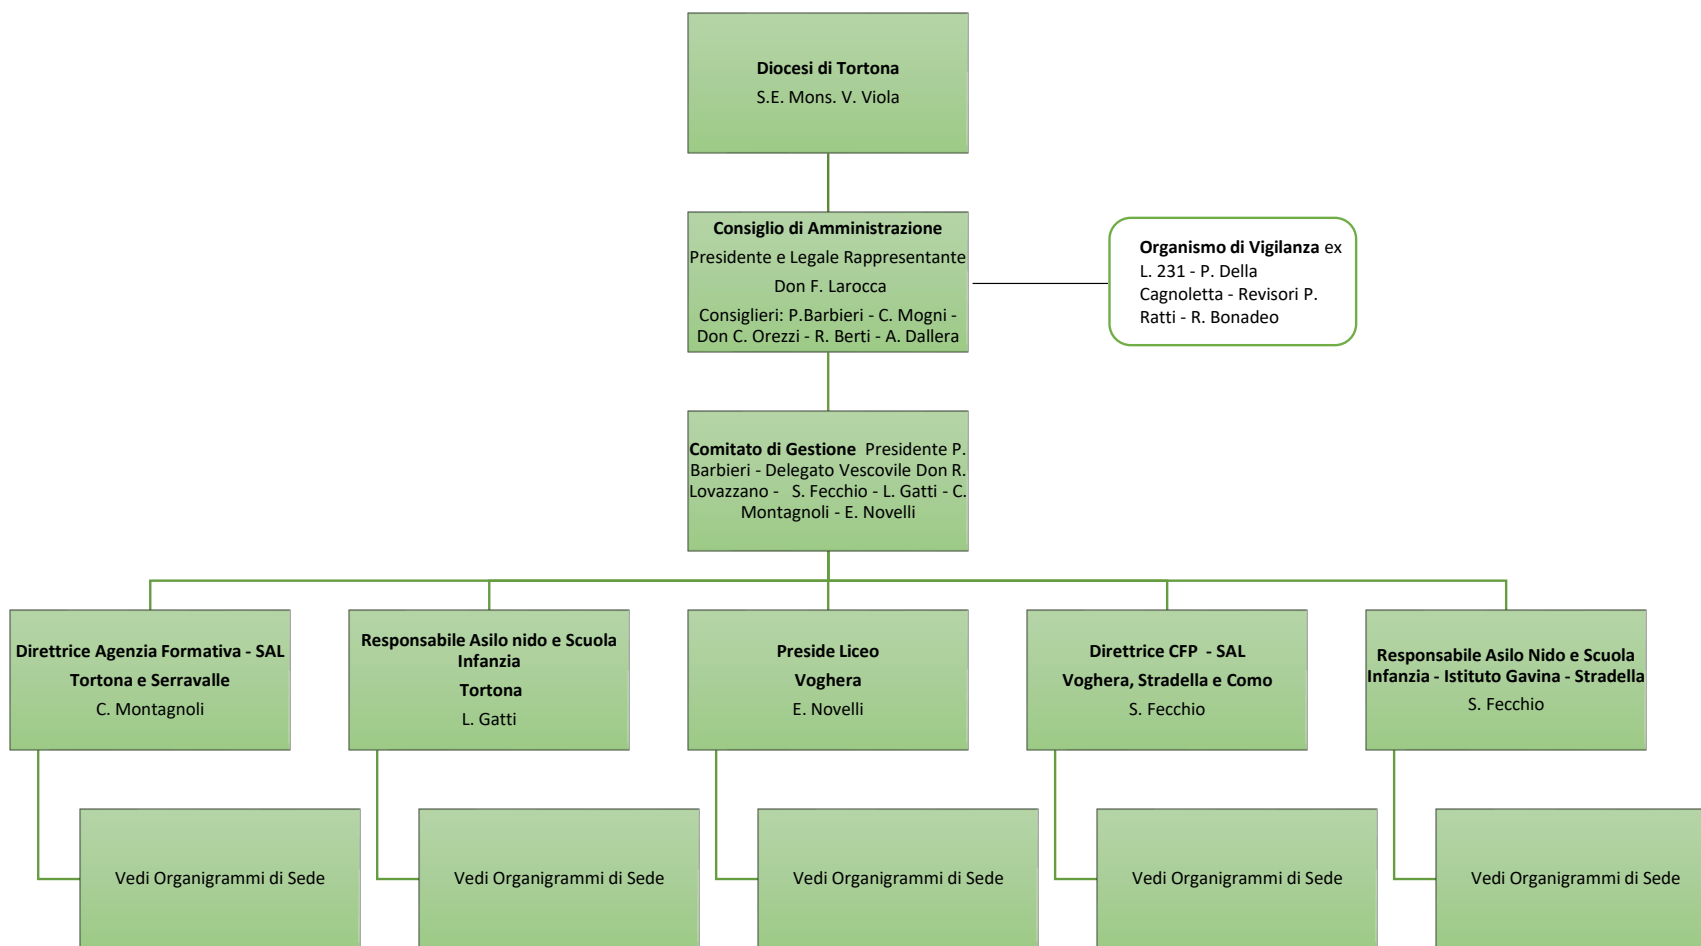 Diocesi di Tortona
S.E. Mons. V. Viola
Consiglio di Amministrazione
Presidente e Legale Rappresentante
Don F. Larocca
Consiglieri: P.Barbieri - C. Mogni -
Don C. Orezzi - R. Berti - A. Dallera
Organismo di Vigilanza ex
L. 231 - P. Della
Cagnoletta - Revisori P.
Ratti - R. Bonadeo
Comitato di Gestione Presidente P.
Barbieri - Delegato Vescovile Don R.
Lovazzano - S. Fecchio - L. Gatti - C.
Montagnoli - E. Novelli
Direttrice Agenzia Formativa - SAL
Tortona e Serravalle
C. Montagnoli
Responsabile Asilo nido e Scuola
Infanzia
Tortona
L. Gatti
Preside Liceo
Voghera
E. Novelli
Direttrice CFP - SAL
Voghera, Stradella e Como
S. Fecchio
Responsabile Asilo Nido e Scuola
Infanzia - Istituto Gavina - Stradella
S. Fecchio
Vedi Organigrammi di Sede
Vedi Organigrammi di Sede
Vedi Organigrammi di Sede
Vedi Organigrammi di Sede
Vedi Organigrammi di Sede